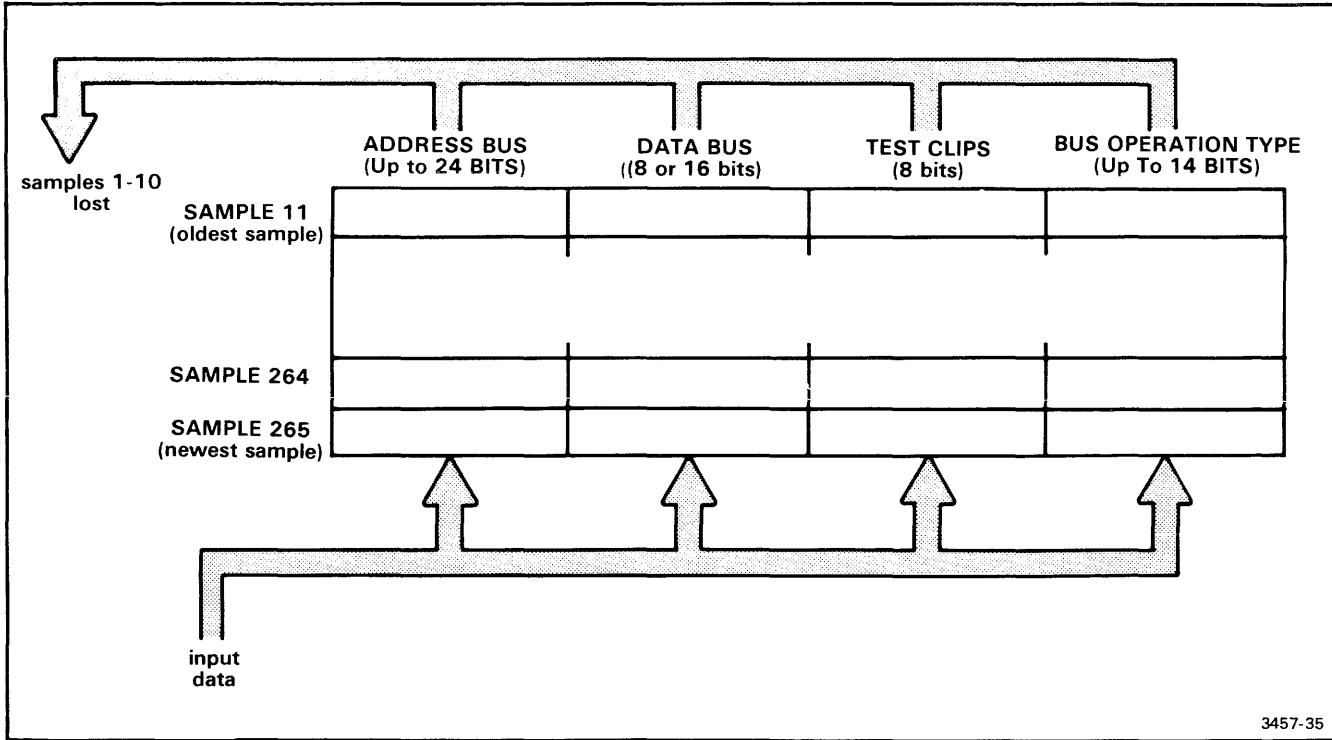 ADDRESS BUS
(Up to 24 BITS)
DATA BUS
((8 or 16 bits)
TEST CLIPS
(8 bits)
BUS OPERATION TYPE
(Up To 14 BITS)
samples 1-10
lost
SAMPLE 11
(oldest sample)
SAMPLE 264
SAMPLE 265
(newest sample)
input
data
3457-35